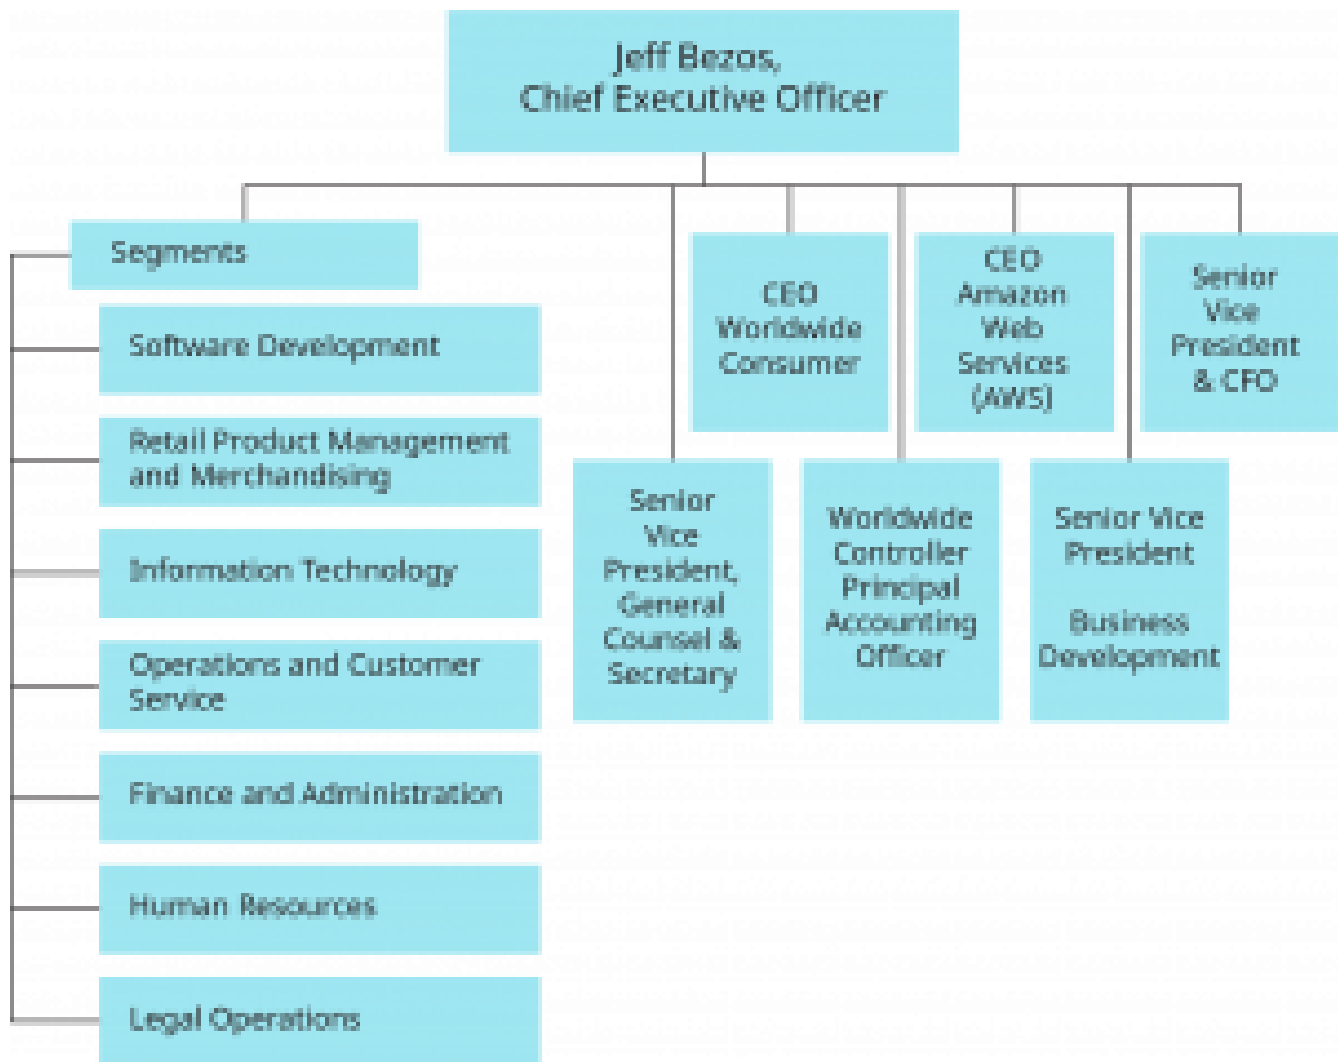 Jeff Bezos,
Chief Executive Officer
Segments
Software Development
Retail Product Management
and Merchandising
Information Technology
Operations and Customer
Service
Finance and Administration
Human Resources
Legal Operations
CEO
Worldwide
Consumer
CEO
Amazon
Web
Services
(AWS)
Senior
Vice
President
& CFO
Senior
Vice
President,
General
Counsel &
Secretary
Worldwide
Controller
Principal
Accounting
Officer
Senior Vice
President
Business
Development